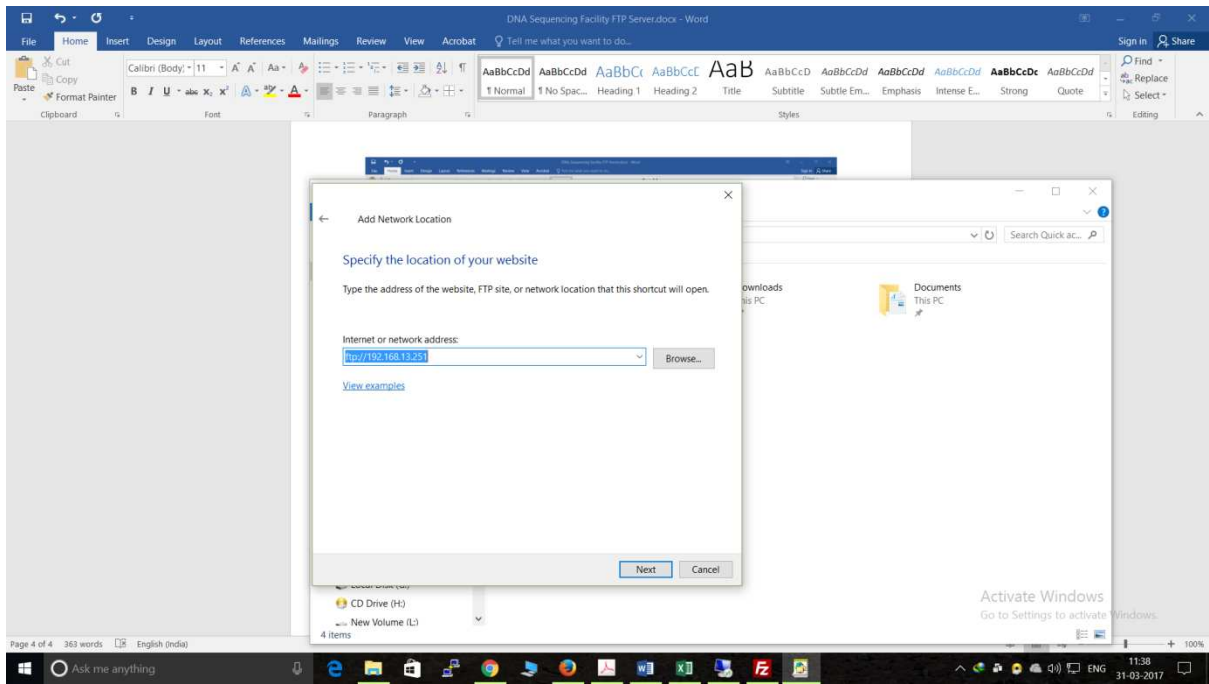 DNA Sequencing Facility FTP Server.docx - Word
File Home Insert Design Layout References Mailings Review View Acrobat Tell me what you want to do... Sign in Share
Paste
Cut
Copy
Format Painter
Clipboard
Calibri (Body) 11 A A Aa
B I U abc X₂ X² A A
Font
Paragraph
AaBbCcDd AaBbCcDd AaBbCc AaBbCcE AaB AaBbCcD AaBbCcDd AaBbCcDd AaBbCcDd AaBbCcDc AaBbCcDd
¶ Normal ¶ No Spac... Heading 1 Heading 2 Title Subtitle Subtle Em... Emphasis Intense E... Strong Quote
Styles
Find
Replace
Select
Editing
Add Network Location
Specify the location of your website
Type the address of the website, FTP site, or network location that this shortcut will open.
Internet or network address:
ftp://192.168.13.251
Browse...
View examples
Next Cancel
Search Quick ac...
ownloads
his PC
Documents
This PC
CD Drive (H:)
New Volume (L:)
4 items
Activate Windows
Go to Settings to activate Windows.
Page 4 of 4 363 words English (India)
100%
Ask me anything
ENG
11:38
31-03-2017